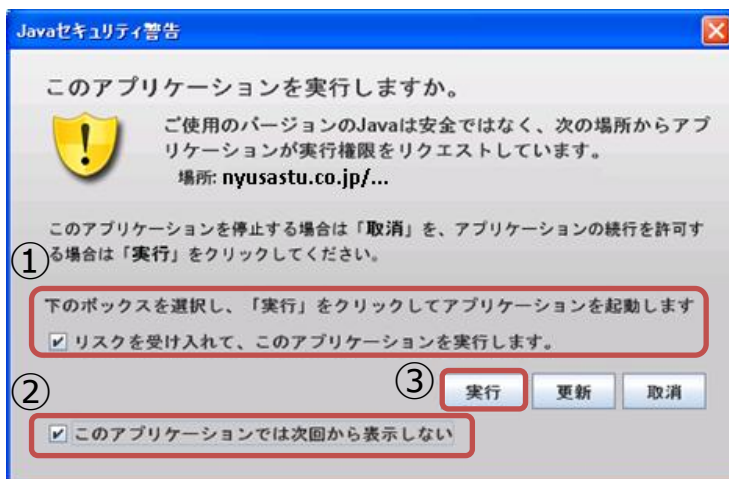 Javaセキュリティ警告
このアプリケーションを実行しますか。
ご使用のバージョンのJavaは安全ではなく、次の場所からアプ
リケーションが実行権限をリクエストしています。
場所: nyusastu.co.jp/...
このアプリケーションを停止する場合は「取消」を、アプリケーションの続行を許可す
る場合は「実行」をクリックしてください。
①
下のボックスを選択し、「実行」をクリックしてアプリケーションを起動します
リスクを受け入れて、このアプリケーションを実行します。
③
実行 更新 取消
②
このアプリケーションでは次回から表示しない